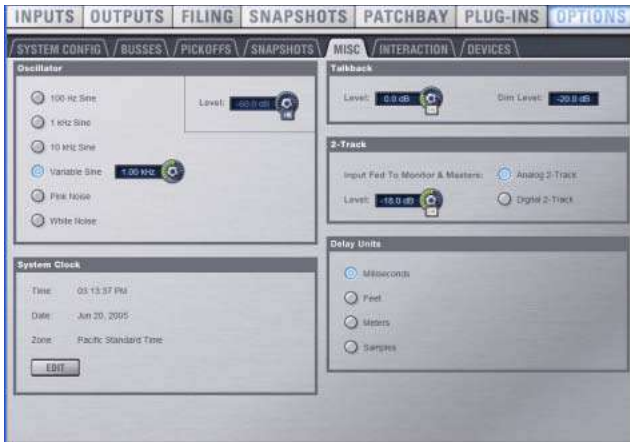 INPUTS OUTPUTS FILING SNAPSHOTS PATCHBAY PLUG-INS OPTIONS
SYSTEM CONFIG BUSSES PICKOFFS SNAPSHOTS MISC INTERACTION DEVICES
Oscillator
100 Hz Sine
Level: -60.0 dB
1 kHz Sine
10 kHz Sine
Variable Sine 1.00 kHz
Pink Noise
White Noise
System Clock
Time: 03:13:37 PM
Date: Jun 20, 2005
Zone: Pacific Standard Time
EDIT
Talkback
Level: 0.0 dB Dim Level: -20.0 dB
2-Track
Input Fed To Monitor & Masters: Analog 2-Track
Level: -18.0 dB Digital 2-Track
Delay Units
Milliseconds
Feet
Meters
Samples